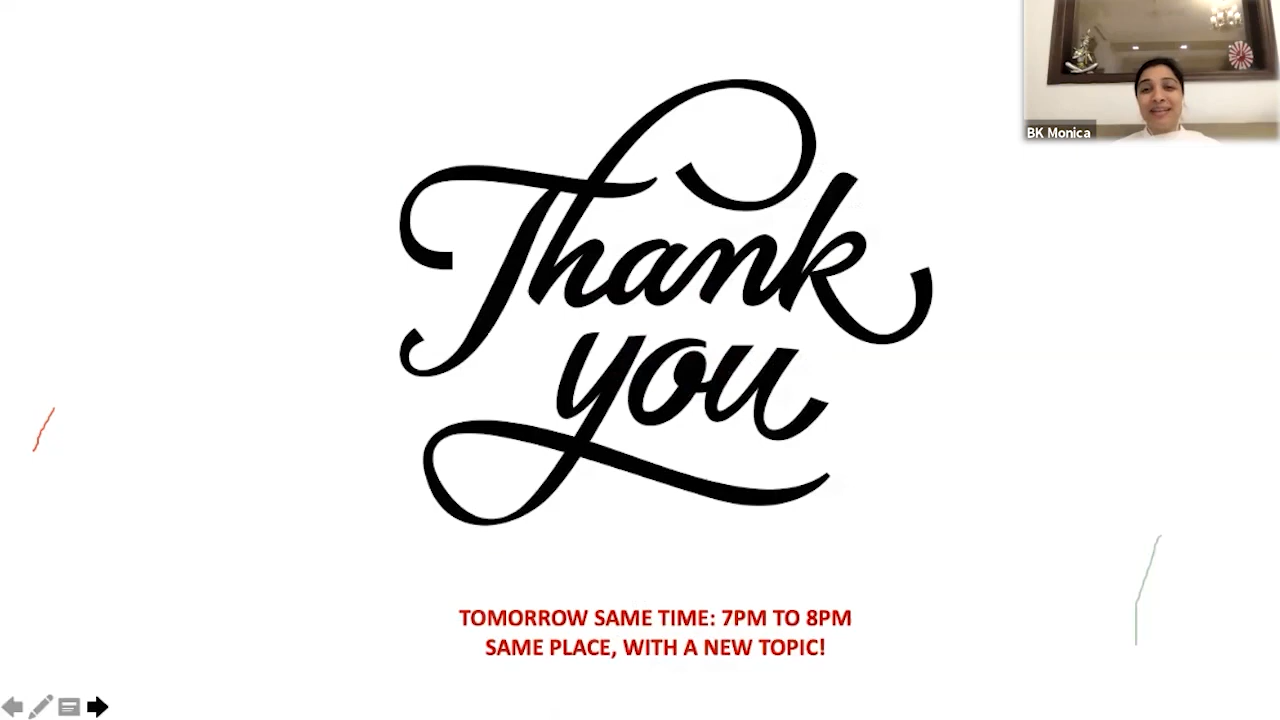 BK Monica
Thank
you
TOMORROW SAME TIME: 7PM TO 8PM
SAME PLACE, WITH A NEW TOPIC!